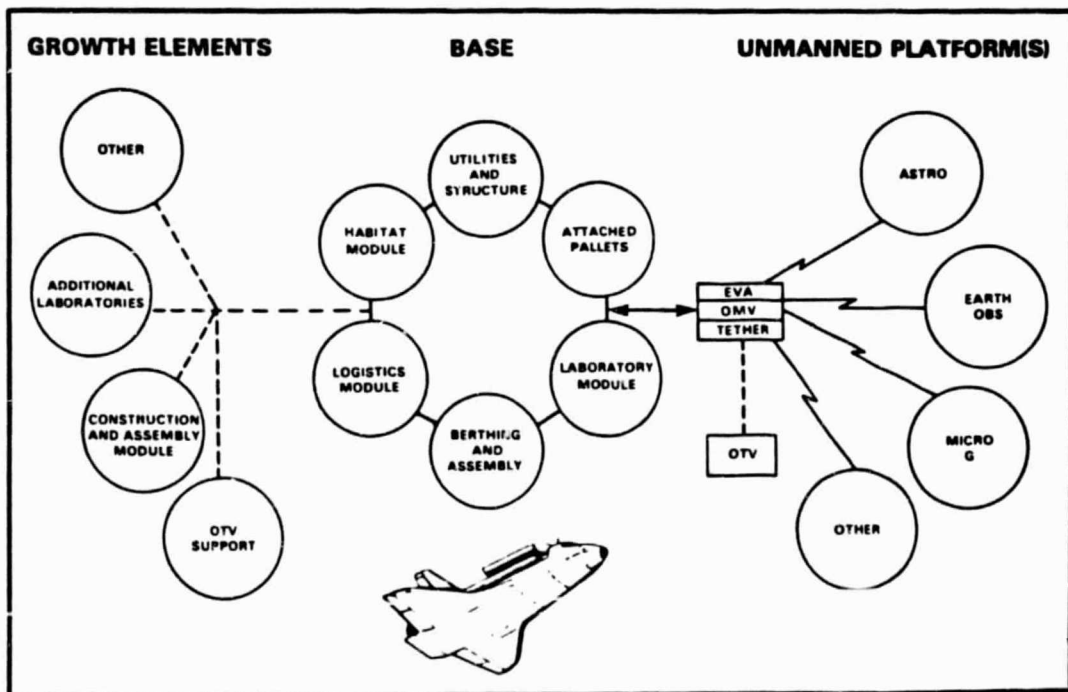 GROWTH ELEMENTS
BASE
UNMANNED PLATFORM(S)
OTHER
ADDITIONAL
LABORATORIES
CONSTRUCTION
AND ASSEMBLY
MODULE
OTV
SUPPORT
UTILITIES
AND
STRUCTURE
HABITAT
MODULE
ATTACHED
PALLETS
LOGISTICS
MODULE
LABORATORY
MODULE
BERTHING
AND
ASSEMBLY
EVA
OMV
TETHER
OTV
ASTRO
EARTH
OBS
MICRO
G
OTHER